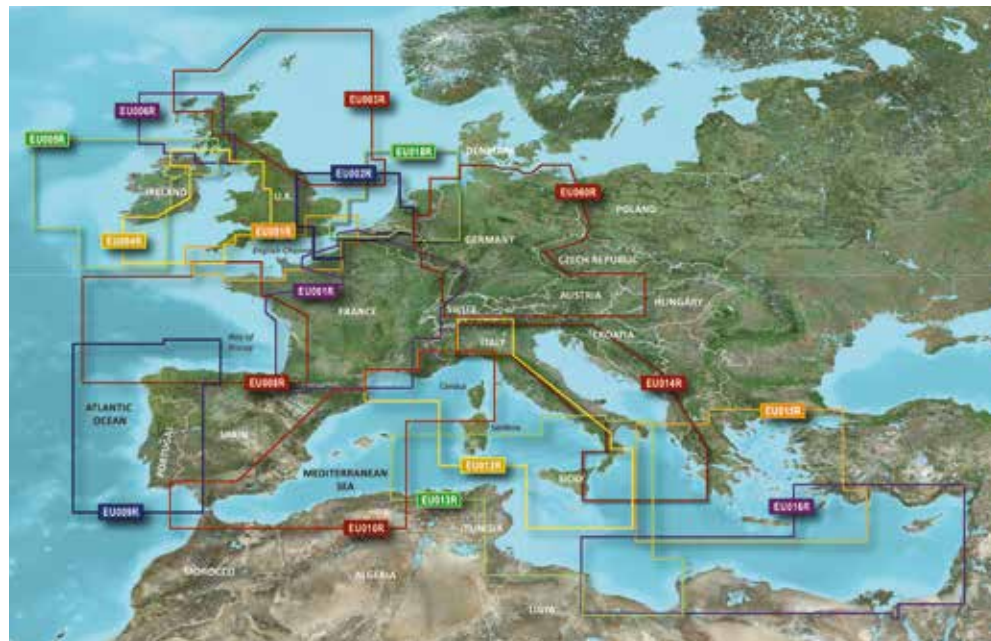 EU003R
EU006R
EU005R
EU018R
DENMARK
EU002R
IRELAND
U.K.
EU060R
POLAND
EU004R
English Channel
GERMANY
CZECH REPUBLIC
EU001R
FRANCE
AUSTRIA
HUNGARY
ITALY
CROATIA
Bay of
Biscay
EU008R
Corsica
EU014R
ATLANTIC
OCEAN
PORTUGAL
SPAIN
Sardinia
EU015R
MEDITERRANEAN
SEA
EU012R
SICILY
EU009R
EU010R
EU013R
TUNISIA
EU016R
MOROCCO
ALGERIA
LIBYA